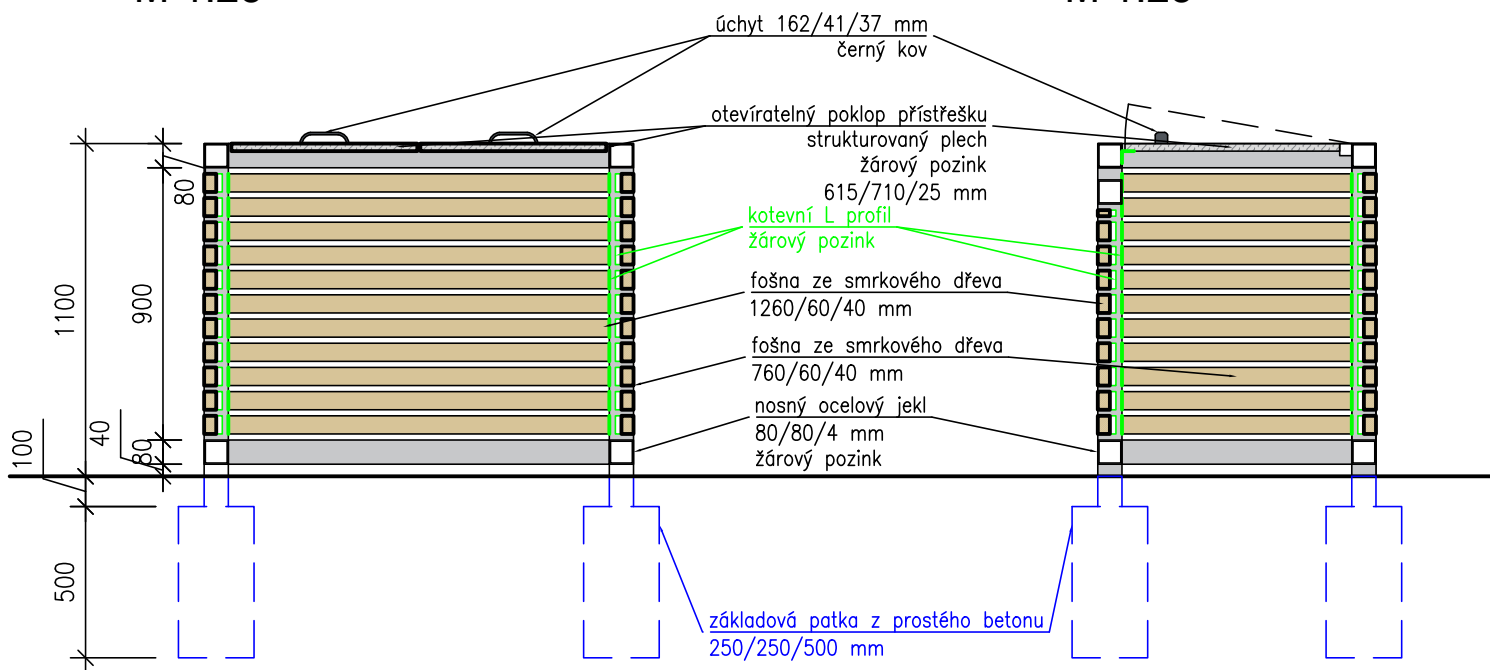 úchyt 162/41/37 mm
černý kov
otevíratelný poklop přístřešku
strukturovaný plech
žárový pozink
615/710/25 mm
kotevní L profil
žárový pozink
fošna ze smrkového dřeva
1260/60/40 mm
fošna ze smrkového dřeva
760/60/40 mm
nosný ocelový jekl
80/80/4 mm
žárový pozink
základová patka z prostého betonu
250/250/500 mm
1100
80
900
80
40
100
500